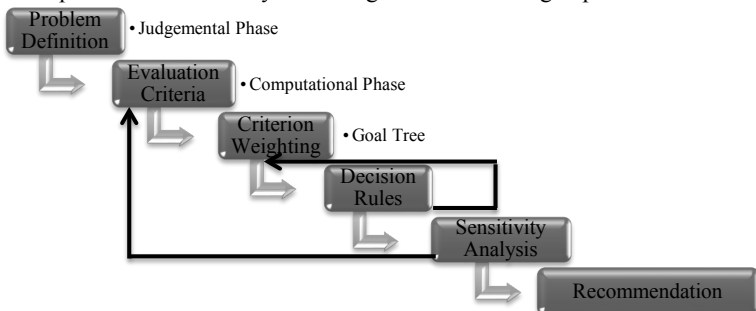 Problem
Definition
• Judgemental Phase
Evaluation
Criteria
• Computational Phase
Criterion
Weighting
• Goal Tree
Decision
Rules
Sensitivity
Analysis
Recommendation